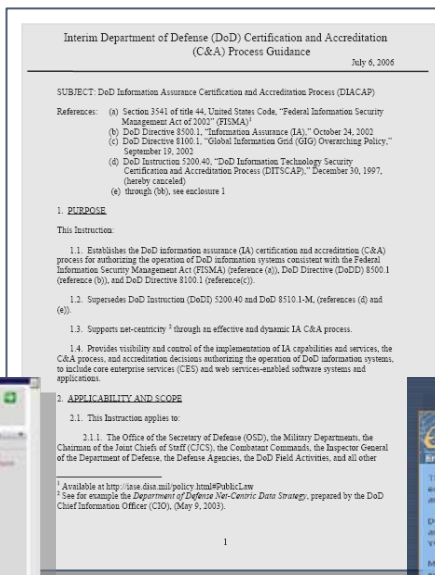 Interim Department of Defense (DoD) Certification and Accreditation
(C&A) Process Guidance
July 6, 2006
SUBJECT: DoD Information Assurance Certification and Accreditation Process (DIACAP)
References: (a) Section 3541 of title 44, United States Code, “Federal Information Security
Management Act of 2002” (FISMA)¹
(b) DoD Directive 8500.1, “Information Assurance (IA),” October 24, 2002
(c) DoD Directive 8100.1, “Global Information Grid (GIG) Overarching Policy,”
September 19, 2002
(d) DoD Instruction 5200.40, “DoD Information Technology Security
Certification and Accreditation Process (DITSCAP),” December 30, 1997,
(hereby canceled)
(e) through (bb), see enclosure 1
1. PURPOSE
This Instruction:
1.1. Establishes the DoD information assurance (IA) certification and accreditation (C&A)
process for authorizing the operation of DoD information systems consistent with the Federal
Information Security Management Act (FISMA) (reference (a)), DoD Directive (DoDD) 8500.1
(reference (b)), and DoD Directive 8100.1 (reference(c)).
1.2. Supersedes DoD Instruction (DoDI) 5200.40 and DoD 8510.1-M, (references (d) and
(e)).
1.3. Supports net-centricity ² through an effective and dynamic IA C&A process.
1.4. Provides visibility and control of the implementation of IA capabilities and services, the
C&A process, and accreditation decisions authorizing the operation of DoD information systems,
to include core enterprise services (CES) and web services-enabled software systems and
applications.
2. APPLICABILITY AND SCOPE
2.1. This Instruction applies to:
2.1.1. The Office of the Secretary of Defense (OSD), the Military Departments, the
Chairman of the Joint Chiefs of Staff (CJCS), the Combatant Commands, the Inspector General
of the Department of Defense, the Defense Agencies, the DoD Field Activities, and all other
¹ Available at http://iase.disa.mil/policy.html#PublicLaw
² See for example the Department of Defense Net-Centric Data Strategy, prepared by the DoD
Chief Information Officer (CIO), (May 9, 2003).
1